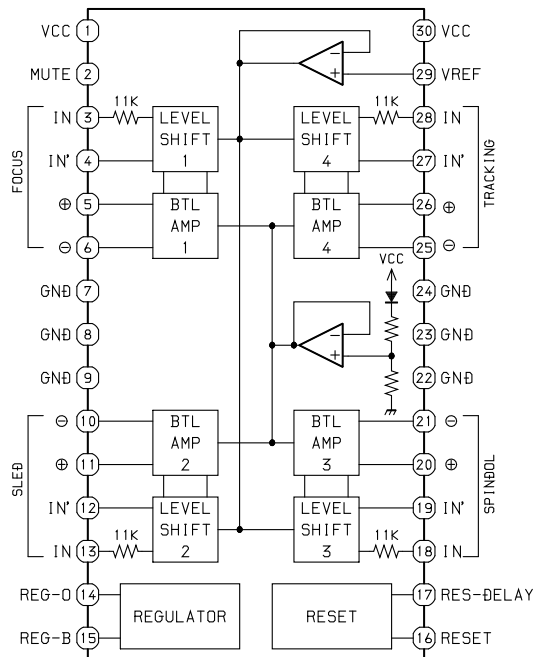 VCC 1
30 VCC
MUTE 2
29 VREF
IN 3
11K
LEVEL SHIFT 1
LEVEL SHIFT 4
11K
28 IN
IN' 4
27 IN'
FOCUS
TRACKING
⊕ 5
BTL AMP 1
BTL AMP 4
26 ⊕
⊖ 6
25 ⊖
− +
VCC
GND 7
24 GND
GND 8
23 GND
− +
GND 9
22 GND
⊖ 10
BTL AMP 2
BTL AMP 3
21 ⊖
⊕ 11
20 ⊕
SLED
SPINDOL
IN' 12
19 IN'
IN 13
11K
LEVEL SHIFT 2
LEVEL SHIFT 3
11K
18 IN
REG-O 14
REGULATOR
RESET
17 RES-DELAY
REG-B 15
16 RESET